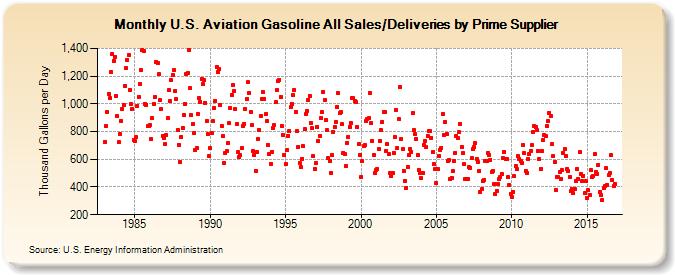 Monthly U.S. Aviation Gasoline All Sales/Deliveries by Prime Supplier
Thousand Gallons per Day
1,400
1,200
1,000
800
600
400
200
1985 1990 1995 2000 2005 2010 2015
Source: U.S. Energy Information Administration